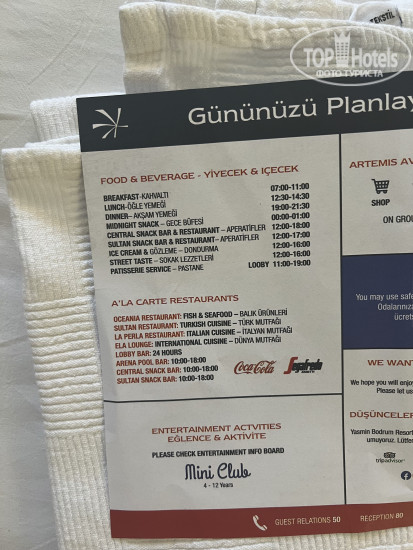 TEKSTİL
TOP Hotels
ФОТО ТУРИСТА
Gününüzü Planlay
FOOD & BEVERAGE - YİYECEK & İÇECEK
BREAKFAST-KAHVALTI 07:00-11:00
LUNCH-ÖĞLE YEMEĞİ 12:30-14:30
DINNER– AKŞAM YEMEĞİ 19:00-21:30
MIDNIGHT SNACK – GECE BÜFESİ 00:00-01:00
CENTRAL SNACK BAR & RESTAURANT – APERATİFLER 12:00-18:00
SULTAN SNACK BAR & RESTAURANT–APERATİFLER 12:00-17:00
ICE CREAM & GÖZLEME – DONDURMA 12:00-16:00
STREET TASTE – SOKAK LEZZETLERİ 12:00-16:00
PATISSERIE SERVICE – PASTANE LOOBY 11:00-19:00
A'LA CARTE RESTAURANTS
OCEANIA RESTAURANT: FISH & SEAFOOD – BALIK ÜRÜNLERİ
SULTAN RESTAURANT: TURKISH CUISINE – TÜRK MUTFAĞI
LA PERLA RESTAURANT: ITALIAN CUISINE – İTALYAN MUTFAĞI
ELA LOUNGE: INTERNATIONAL CUISINE – DÜNYA MUTFAĞI
LOBBY BAR: 24 HOURS
ARENA POOL BAR: 10:00-18:00
CENTRAL SNACK BAR: 10:00-18:00
SULTAN SNACK BAR: 10:00-18:00
Coca-Cola
Segafredo
ENTERTAINMENT ACTVITIES
EĞLENCE & AKTİVİTE
PLEASE CHECK ENTERTAINMENT INFO BOARD
Mini Club
4 - 12 Years
ARTEMIS AV
SHOP
ON GRO
You may use safe
Odalarınız
ücrets
WE WANT
We hope you will enjoy
Please let us
DÜŞÜNCELER
Yasmin Bodrum Resort
umuyoruz. Lütfe
tripadvisor
GUEST RELATIONS 50 RECEPTION 80